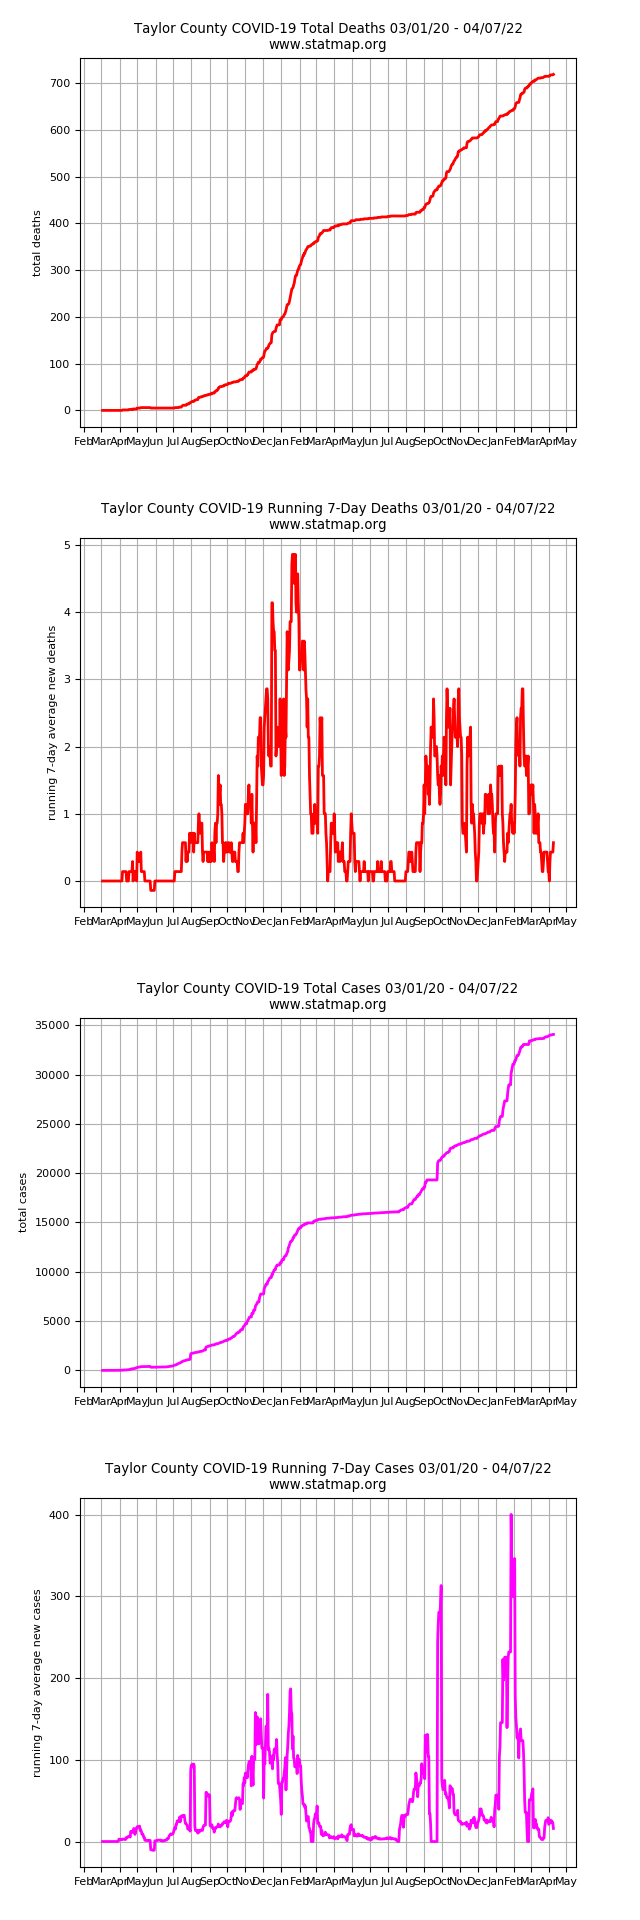 Taylor County COVID-19 Total Deaths 03/01/20 - 04/07/22
www.statmap.org
700
600
500
400
300
200
100
0
total deaths
Feb Mar Apr May Jun Jul Aug Sep Oct Nov Dec Jan Feb Mar Apr May Jun Jul Aug Sep Oct Nov Dec Jan Feb Mar Apr May
Taylor County COVID-19 Running 7-Day Deaths 03/01/20 - 04/07/22
www.statmap.org
5
4
3
2
1
0
running 7-day average new deaths
Feb Mar Apr May Jun Jul Aug Sep Oct Nov Dec Jan Feb Mar Apr May Jun Jul Aug Sep Oct Nov Dec Jan Feb Mar Apr May
Taylor County COVID-19 Total Cases 03/01/20 - 04/07/22
www.statmap.org
35000
30000
25000
20000
15000
10000
5000
0
total cases
Feb Mar Apr May Jun Jul Aug Sep Oct Nov Dec Jan Feb Mar Apr May Jun Jul Aug Sep Oct Nov Dec Jan Feb Mar Apr May
Taylor County COVID-19 Running 7-Day Cases 03/01/20 - 04/07/22
www.statmap.org
400
300
200
100
0
running 7-day average new cases
Feb Mar Apr May Jun Jul Aug Sep Oct Nov Dec Jan Feb Mar Apr May Jun Jul Aug Sep Oct Nov Dec Jan Feb Mar Apr May